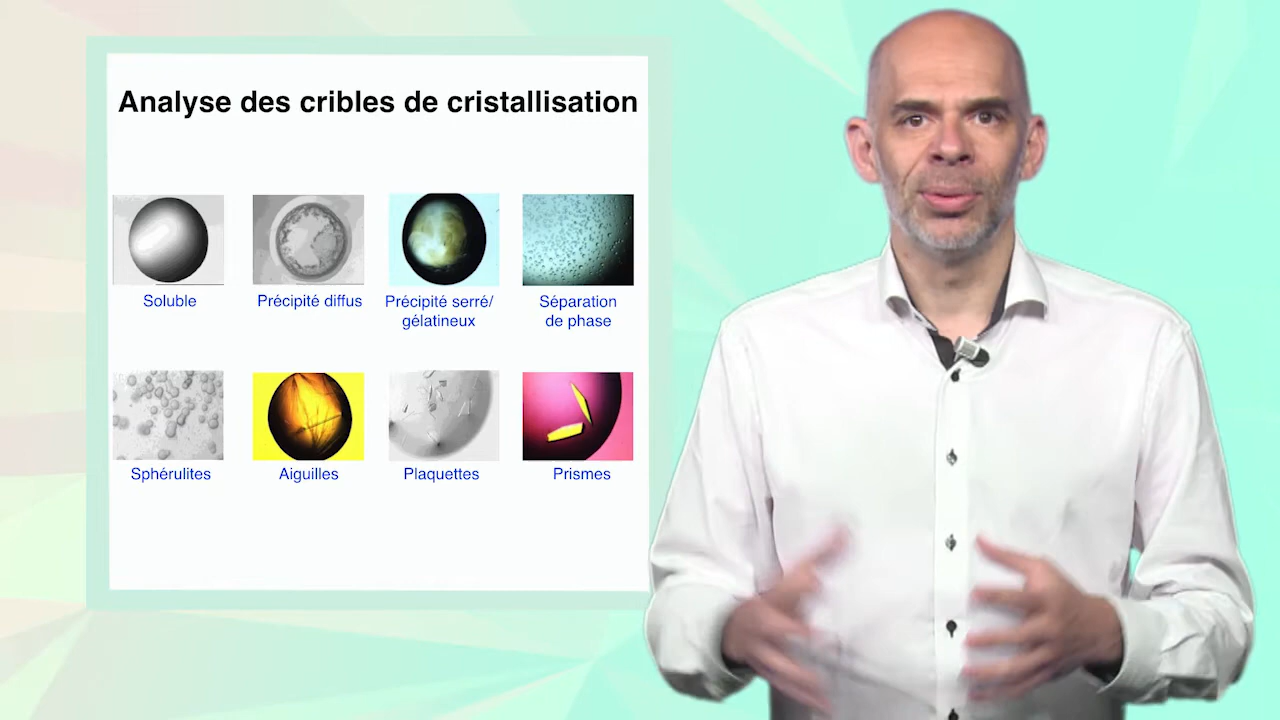 Analyse des cribles de cristallisation
Soluble
Précipité diffus
Précipité serré/
gélatineux
Séparation
de phase
Sphérulites
Aiguilles
Plaquettes
Prismes